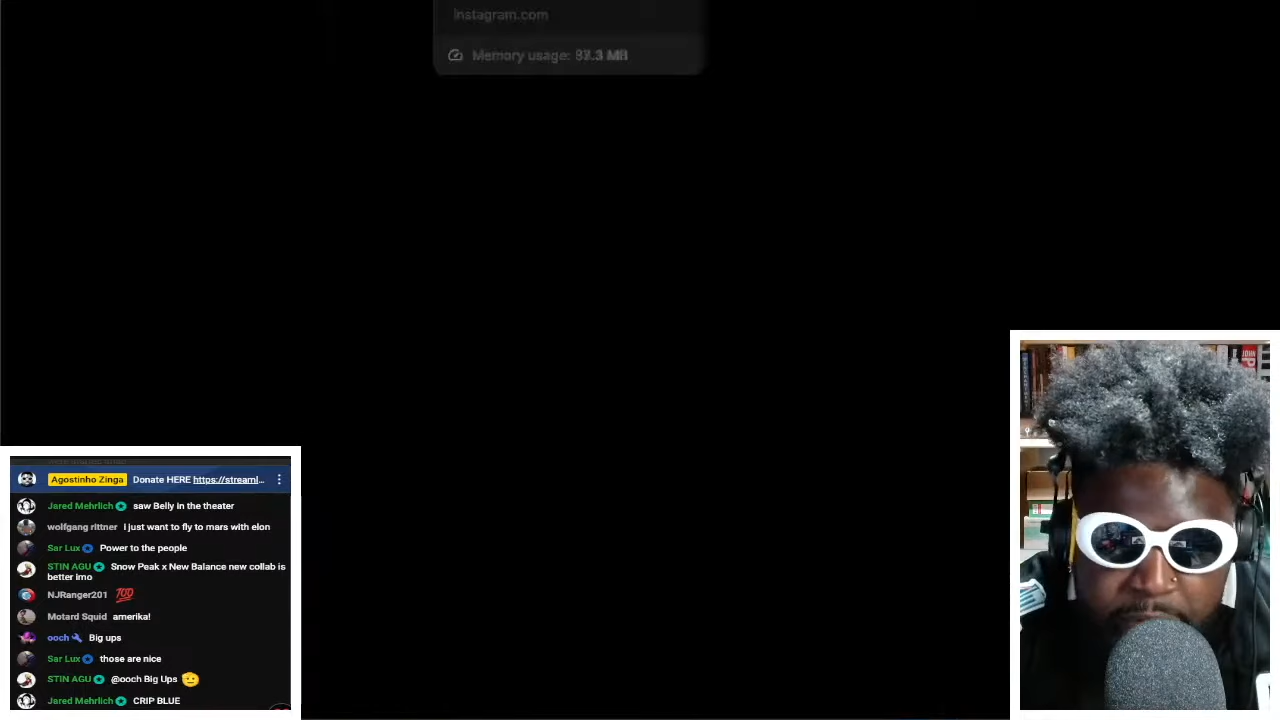 instagram.com
Memory usage: 37.3 MB
Agostinho Zinga Donate HERE https://streaml...
Jared Mehrlich saw Belly in the theater
wolfgang rittner i just want to fly to mars with elon
Sar Lux Power to the people
STIN AGU Snow Peak x New Balance new collab is
better imo
NJRanger201 💯
Motard Squid amerika!
ooch Big ups
Sar Lux those are nice
STIN AGU @ooch Big Ups 🫡
Jared Mehrlich CRIP BLUE
JOHN